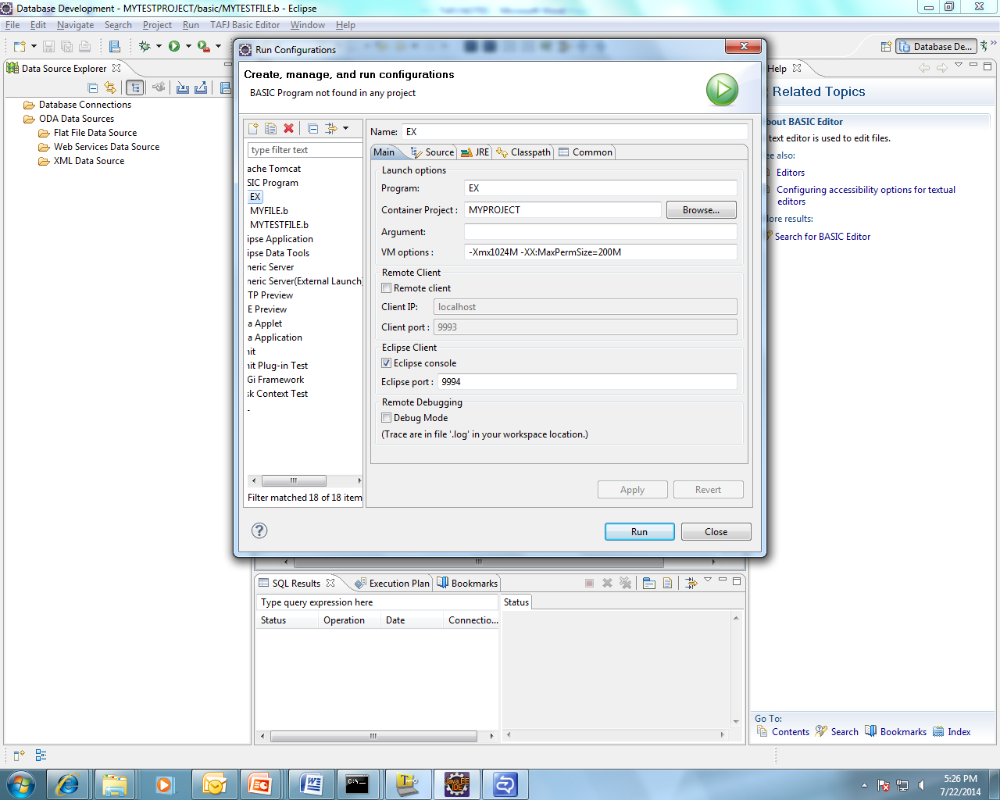 Database Development - MYTESTPROJECT/basic/MYTESTFILE.b - Eclipse
File Edit Navigate Search Project Run TAFJ Basic Editor Window Help
Database De...
Data Source Explorer
Database Connections
ODA Data Sources
Flat File Data Source
Web Services Data Source
XML Data Source
Run Configurations
Create, manage, and run configurations
BASIC Program not found in any project
type filter text
ache Tomcat
SIC Program
EX
MYFILE.b
MYTESTFILE.b
ipse Application
ipse Data Tools
neric Server
neric Server(External Launch)
TP Preview
E Preview
a Applet
a Application
nit
nit Plug-in Test
Gi Framework
sk Context Test
Filter matched 18 of 18 item
Name: EX
Main Source JRE Classpath Common
Launch options
Program: EX
Container Project : MYPROJECT Browse...
Argument:
VM options : -Xmx1024M -XX:MaxPermSize=200M
Remote Client
Remote client
Client IP: localhost
Client port : 9993
Eclipse Client
Eclipse console
Eclipse port : 9994
Remote Debugging
Debug Mode
(Trace are in file '.log' in your workspace location.)
Apply Revert
Run Close
Help
Related Topics
bout BASIC Editor
text editor is used to edit files.
ee also:
Editors
Configuring accessibility options for textual
editors
ore results:
Search for BASIC Editor
Go To:
Contents Search Bookmarks Index
SQL Results Execution Plan Bookmarks
Type query expression here
Status Operation Date Connectio...
Status
C:\_
Java EE
IDE
5:26 PM
7/22/2014